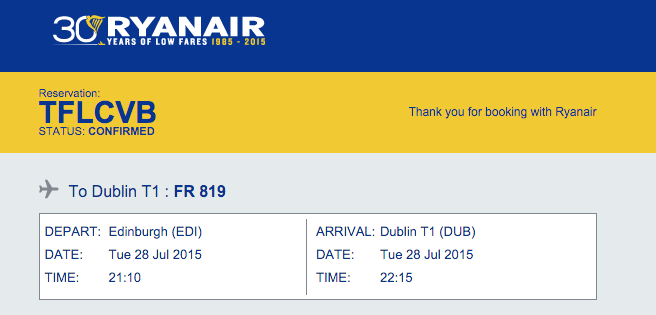 30 RYANAIR
YEARS OF LOW FARES 1985 - 2015
Reservation:
TFLCVB
STATUS: CONFIRMED
Thank you for booking with Ryanair
To Dublin T1 : FR 819
DEPART: Edinburgh (EDI)
DATE: Tue 28 Jul 2015
TIME: 21:10
ARRIVAL: Dublin T1 (DUB)
DATE: Tue 28 Jul 2015
TIME: 22:15